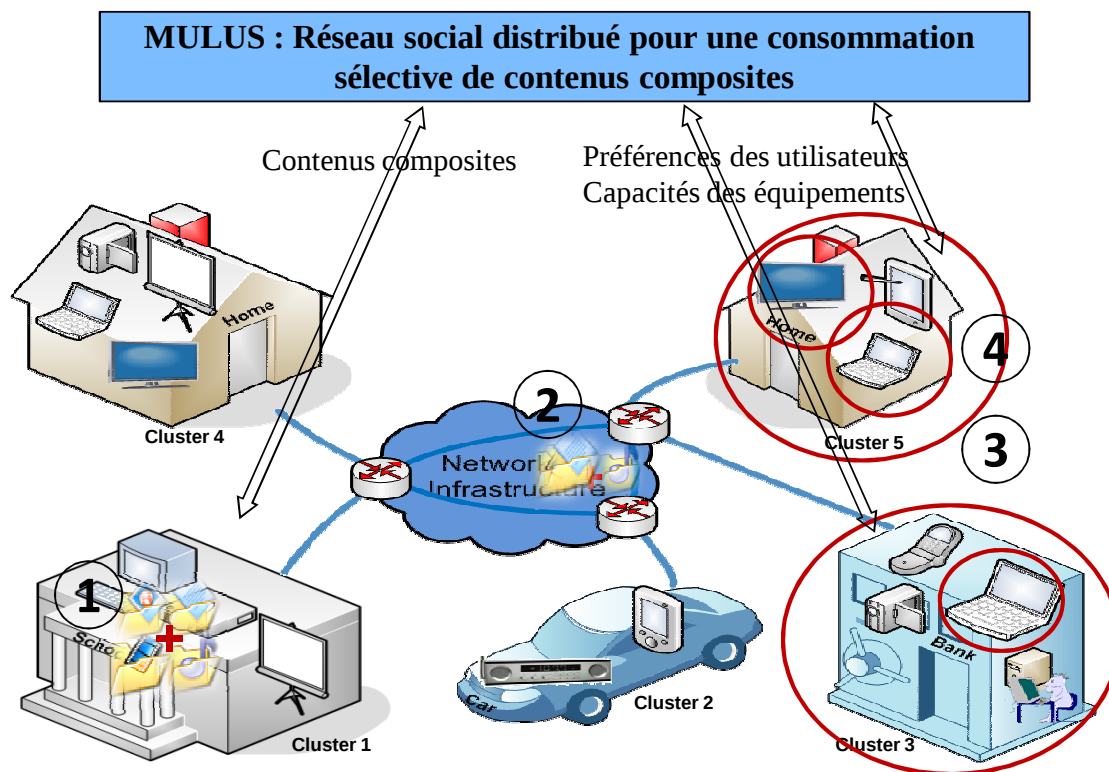 MULUS : Réseau social distribué pour une consommation
sélective de contenus composites
Contenus composites
Préférences des utilisateurs
Capacités des équipements
Home
Cluster 4
2
Network
Infrastructure
Home
4
Cluster 5
3
1
Cluster 1
Car
Cluster 2
Bank
Cluster 3